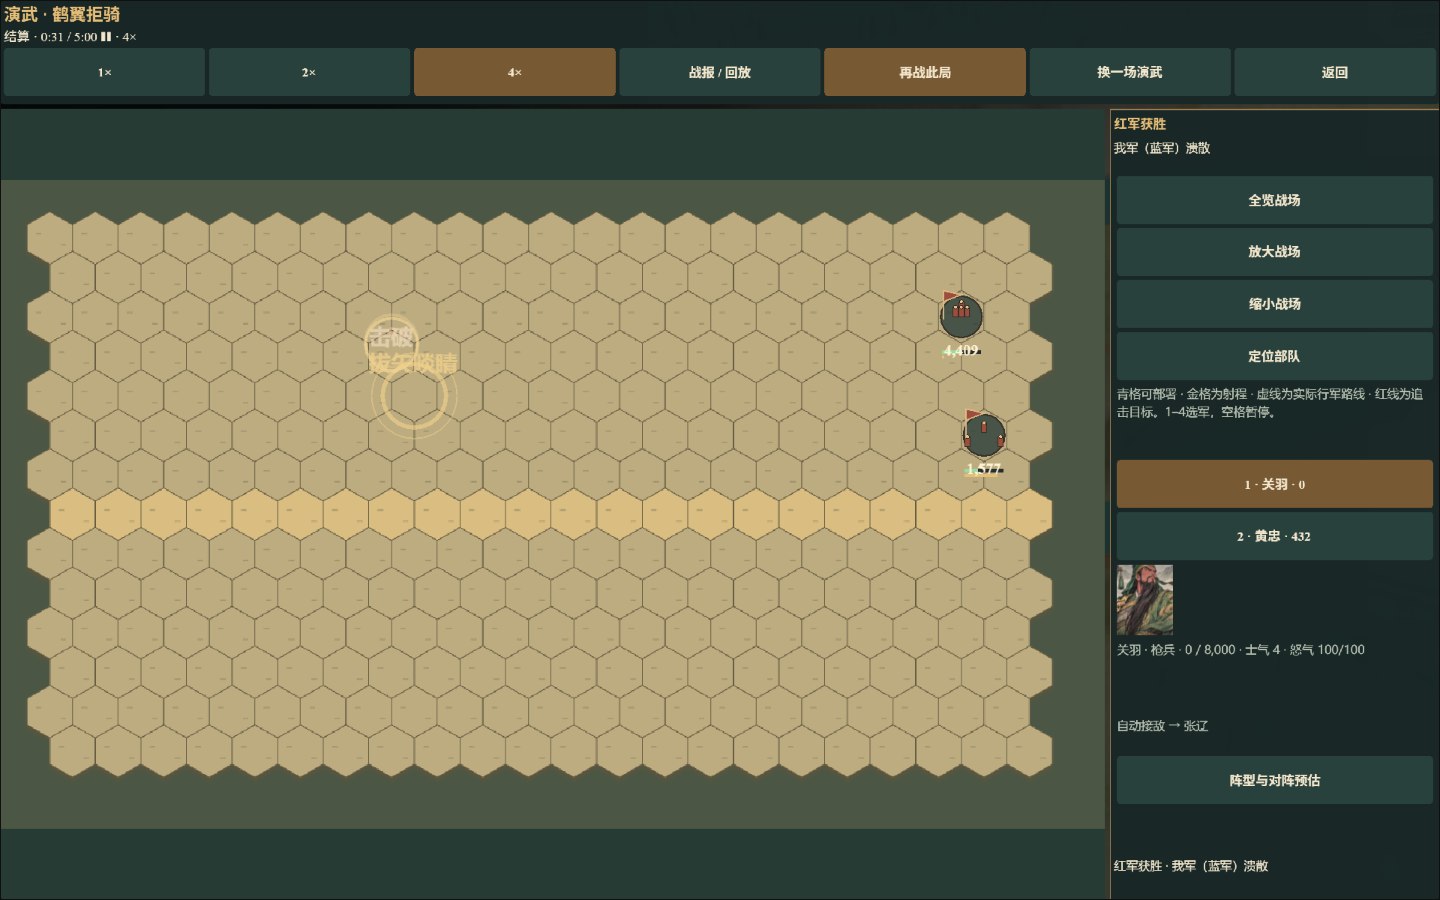 演武 · 鹤翼拒骑
结算 · 0:31 / 5:00 ▮▮ · 4×
1×
2×
4×
战报 / 回放
再战此局
换一场演武
返回
红军获胜
我军（蓝军）溃散
全览战场
放大战场
缩小战场
定位部队
青格可部署 · 金格为射程 · 虚线为实际行军路线 · 红线为追
击目标。1–4选军，空格暂停。
击破
4,409
1,577
1 · 关羽 · 0
2 · 黄忠 · 432
关羽 · 枪兵 · 0 / 8,000 · 士气 4 · 怒气 100/100
自动接敌 → 张辽
阵型与对阵预估
红军获胜 · 我军（蓝军）溃散